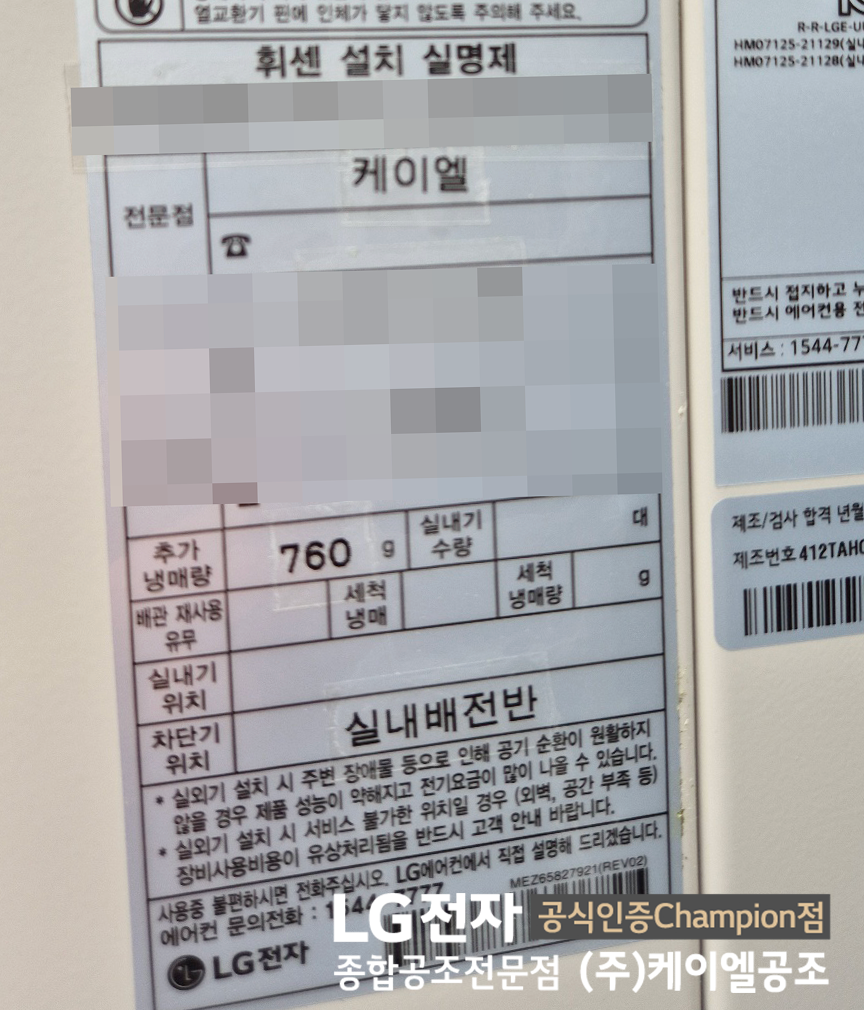 열교환기 핀에 인체가 닿지 않도록 주의해 주세요.
휘센 설치 실명제
전문점
케이엘
☎
추가
냉매량
760 g
실내기
수량
대
배관 재사용
유무
세척
냉매
세척
냉매량
g
실내기
위치
차단기
위치
실내배전반
* 실외기 설치 시 주변 장애물 등으로 인해 공기 순환이 원활하지
않을 경우 제품 성능이 약해지고 전기요금이 많이 나올 수 있습니다.
* 실외기 설치 시 서비스 불가한 위치일 경우 (외벽, 공간 부족 등)
장비사용비용이 유상처리됨을 반드시 고객 안내 바랍니다.
사용중 불편하시면 전화주십시오. LG에어컨에서 직접 설명해 드리겠습니다.
에어컨 문의전화 :
MEZ65827921(REV02)
LG전자
R-R-LGE-
HM07125-21129(실내
HM07125-21128(실내
반드시 접지하고
반드시 에어컨용
서비스 : 1544-77
제조/검사 합격 년월
제조번호 412TAH
LG전자 공식인증Champion점
종합공조전문점 (주)케이엘공조